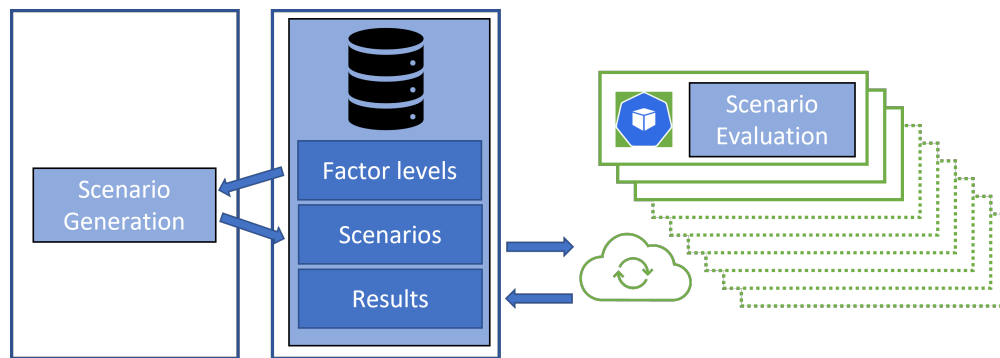 Scenario
Generation
Factor levels
Scenarios
Results
Scenario
Evaluation